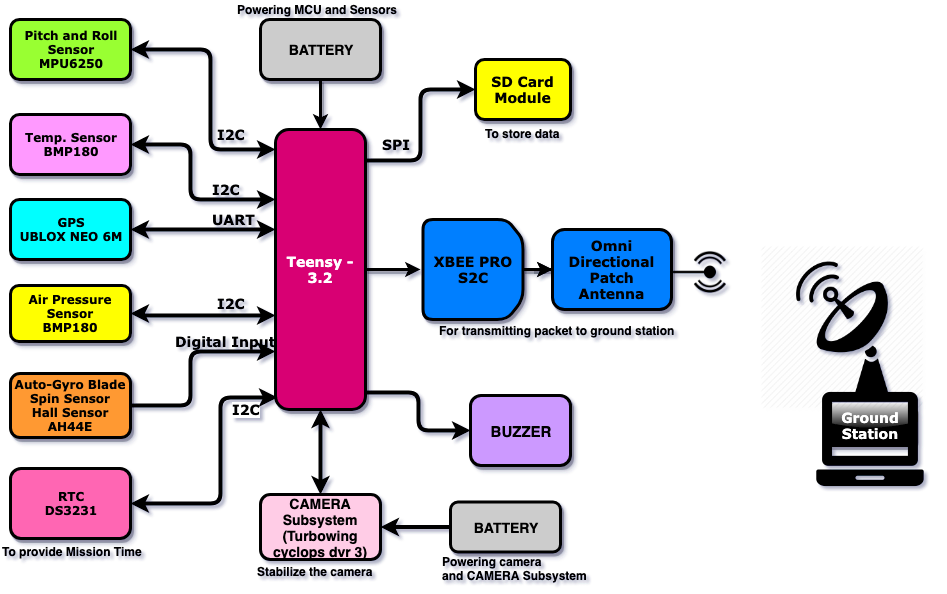 Powering MCU and Sensors
Pitch and Roll
Sensor
MPU6250
BATTERY
SD Card
Module
To store data
I2C
SPI
Temp. Sensor
BMP180
I2C
GPS
UBLOX NEO 6M
UART
Teensy -
3.2
XBEE PRO
S2C
Omni
Directional
Patch
Antenna
For transmitting packet to ground station
Air Pressure
Sensor
BMP180
I2C
Digital Input
Auto-Gyro Blade
Spin Sensor
Hall Sensor
AH44E
I2C
BUZZER
Ground
Station
RTC
DS3231
To provide Mission Time
CAMERA
Subsystem
(Turbowing
cyclops dvr 3)
Stabilize the camera
BATTERY
Powering camera
and CAMERA Subsystem